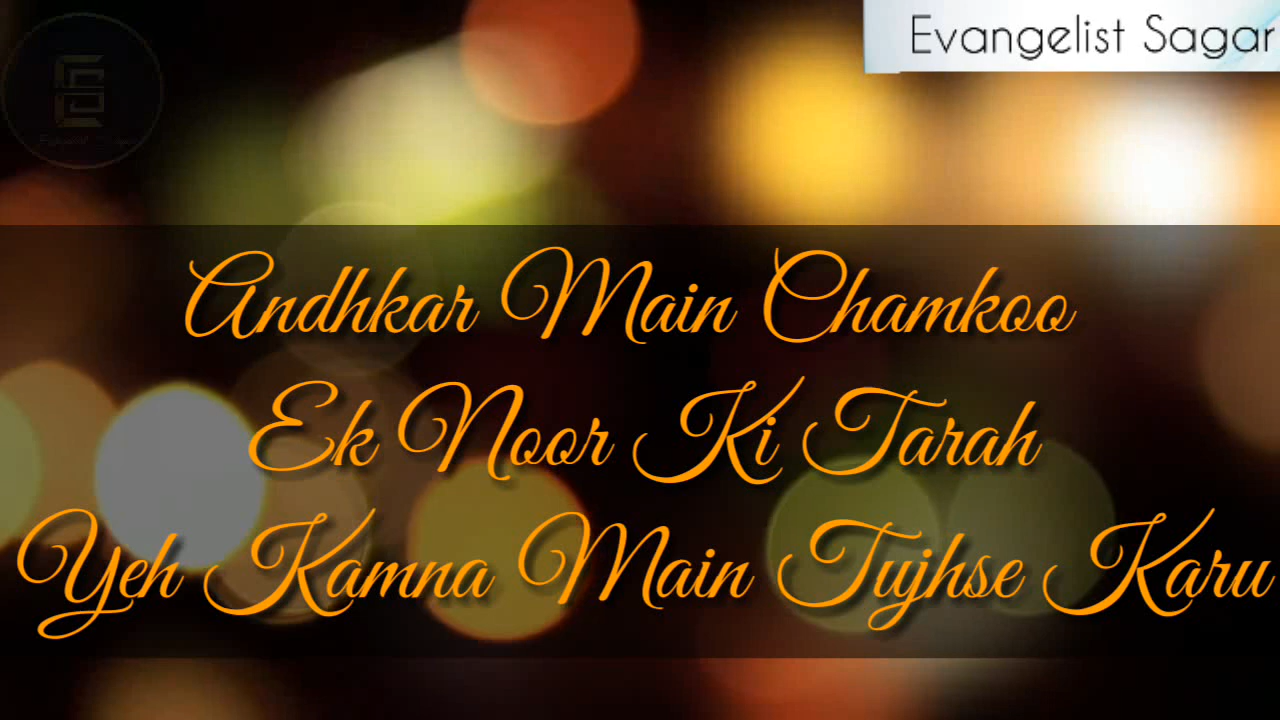 Evangelist Sagar
Andhkar Main Chamkoo
Ek Noor Ki Tarah
Yeh Kamna Main Tujhse Karu